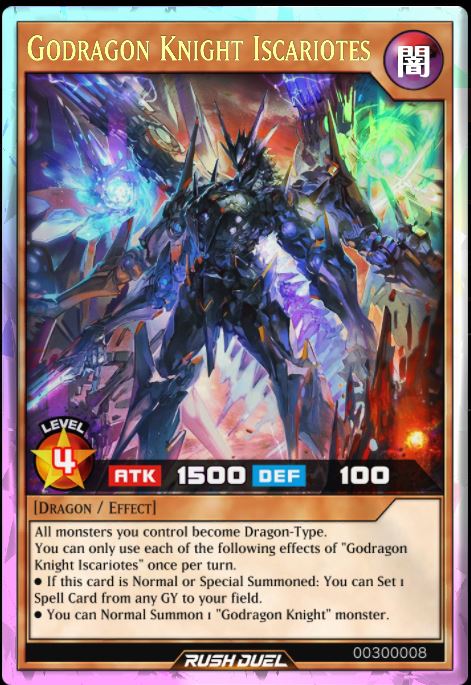 GODRAGON KNIGHT ISCARIOTES
闇
LEVEL
4
ATK 1500 DEF 100
[DRAGON / EFFECT]
All monsters you control become Dragon-Type.
You can only use each of the following effects of "Godragon
Knight Iscariotes" once per turn.
● If this card is Normal or Special Summoned: You can Set 1
Spell Card from any GY to your field.
● You can Normal Summon 1 "Godragon Knight" monster.
RUSH DUEL
00300008